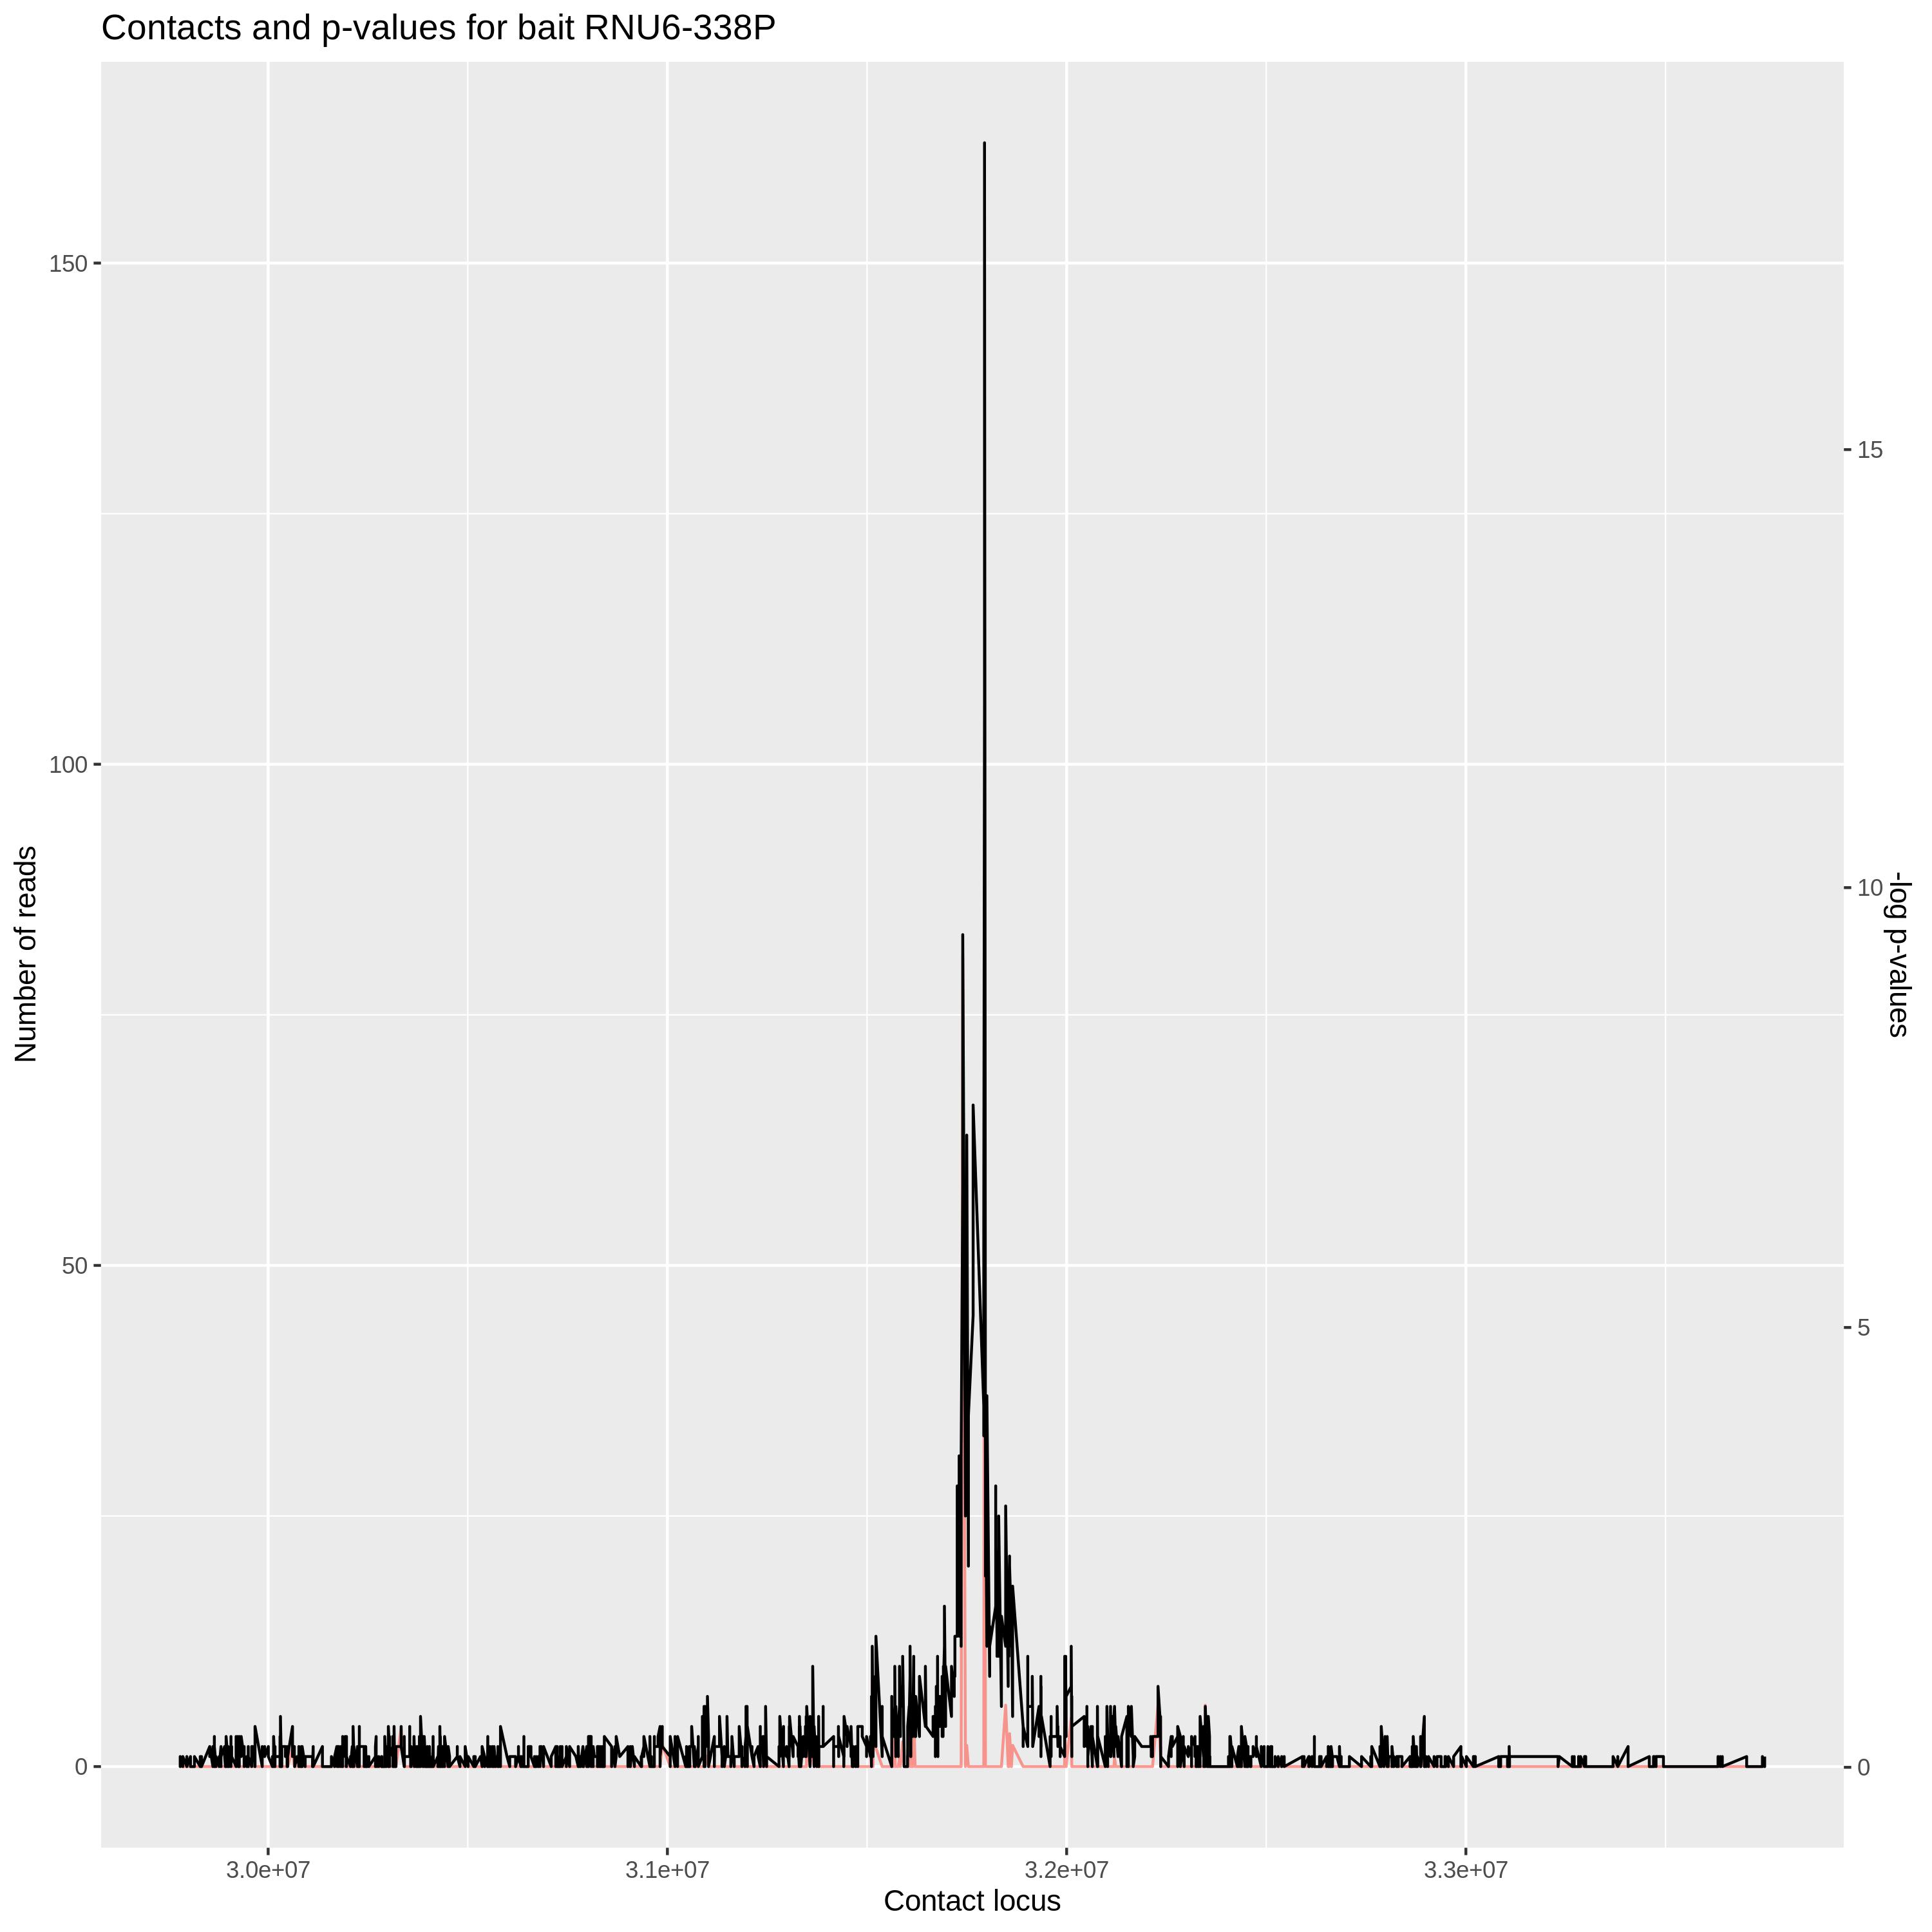 Contacts and p-values for bait RNU6-338P
150
100
50
0
Number of reads
15
10
5
0
-log p-values
3.0e+07
3.1e+07
3.2e+07
3.3e+07
Contact locus